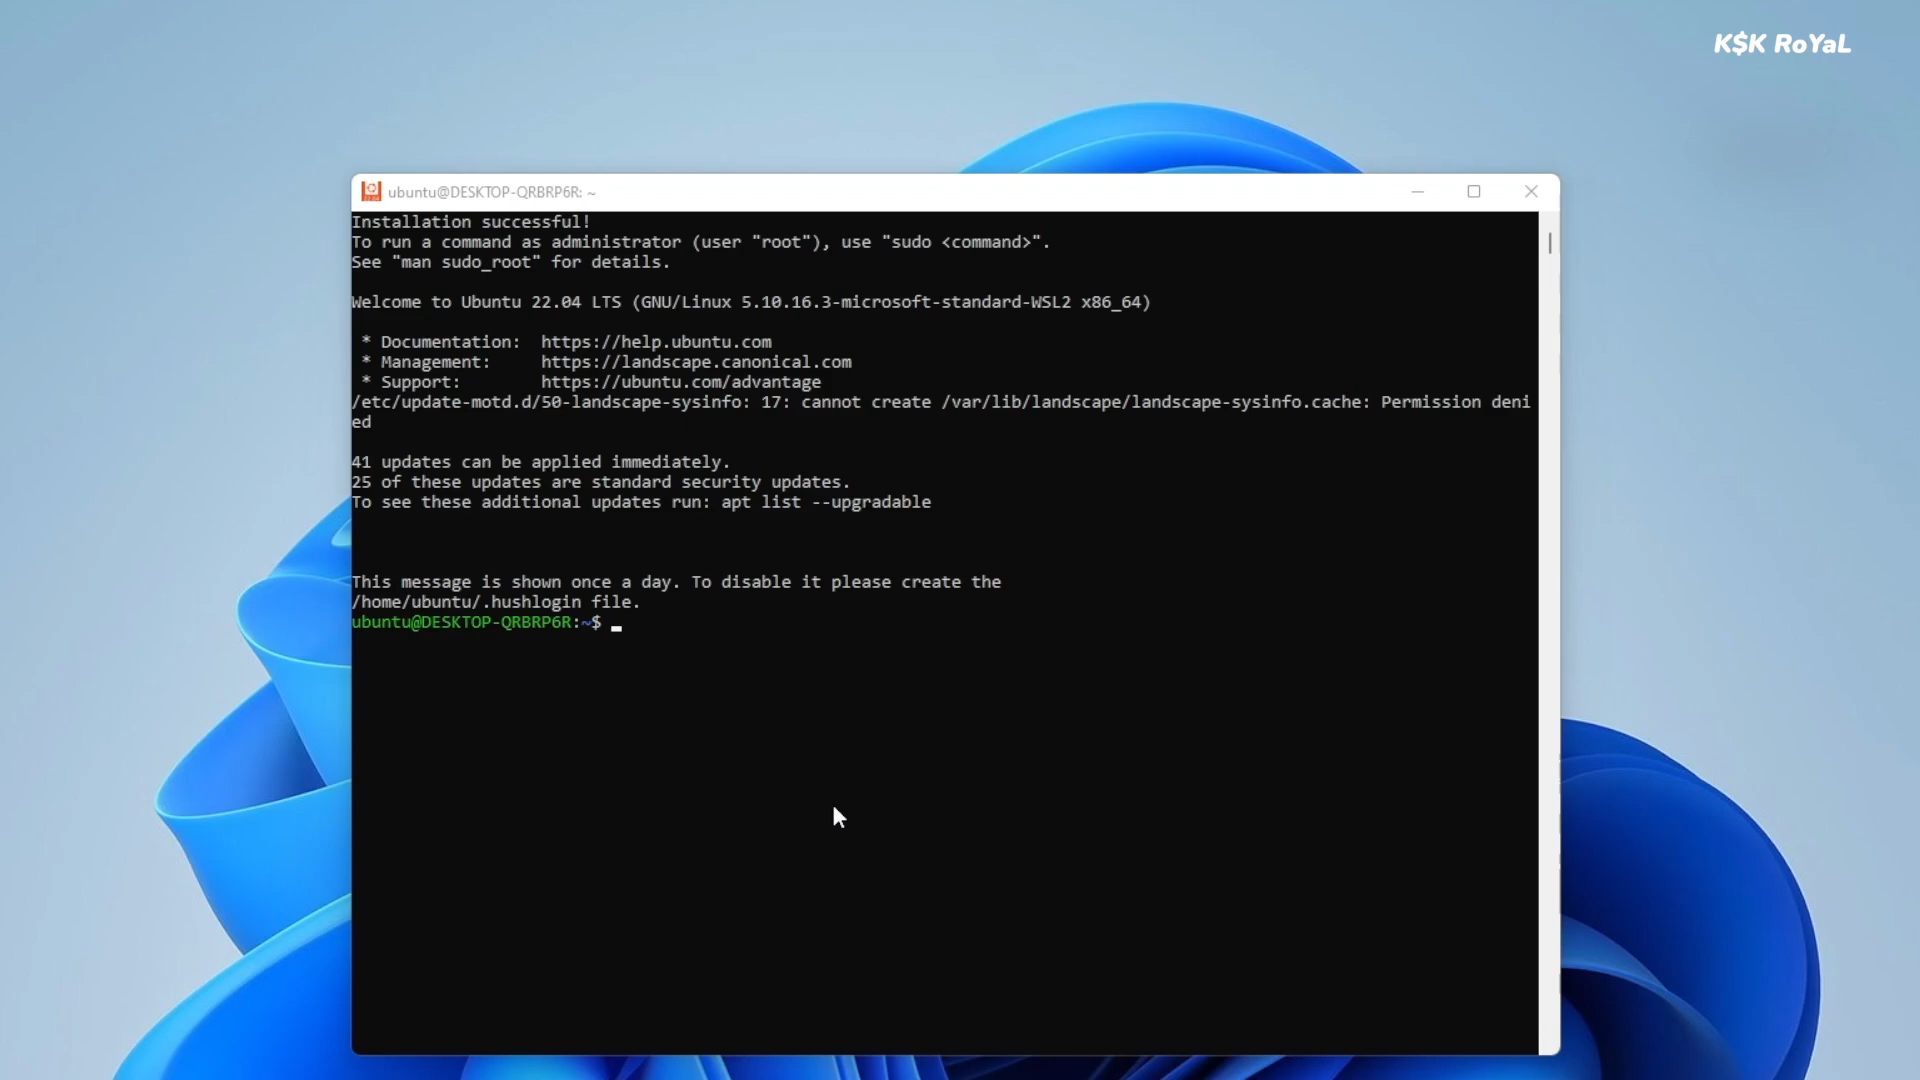 K$K RoYaL
ubuntu@DESKTOP-QRBRP6R: ~
Installation successful!
To run a command as administrator (user "root"), use "sudo <command>".
See "man sudo_root" for details.
Welcome to Ubuntu 22.04 LTS (GNU/Linux 5.10.16.3-microsoft-standard-WSL2 x86_64)
* Documentation:  https://help.ubuntu.com
* Management:     https://landscape.canonical.com
* Support:        https://ubuntu.com/advantage
/etc/update-motd.d/50-landscape-sysinfo: 17: cannot create /var/lib/landscape/landscape-sysinfo.cache: Permission deni
ed
41 updates can be applied immediately.
25 of these updates are standard security updates.
To see these additional updates run: apt list --upgradable
This message is shown once a day. To disable it please create the
/home/ubuntu/.hushlogin file.
ubuntu@DESKTOP-QRBRP6R:~$ _